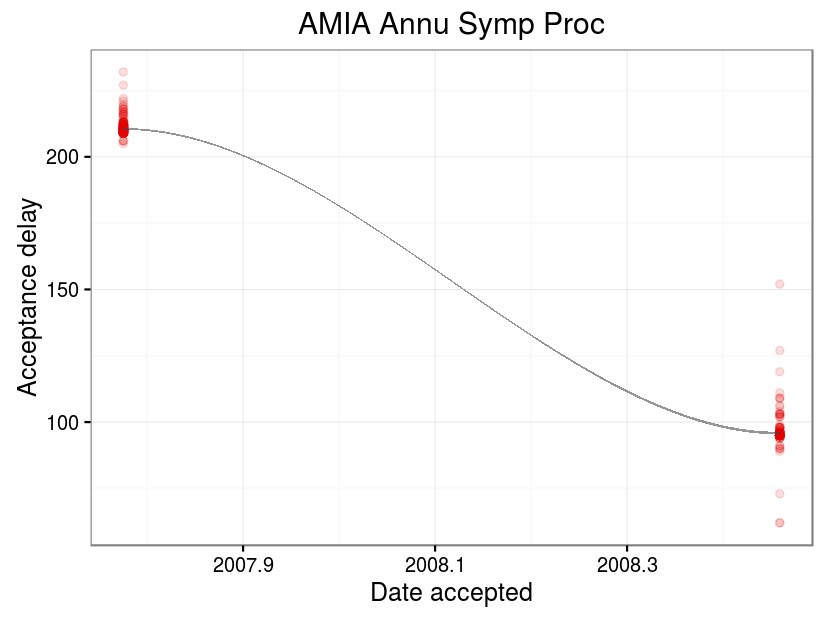 AMIA Annu Symp Proc
Acceptance delay
200
150
100
2007.9 2008.1 2008.3
Date accepted